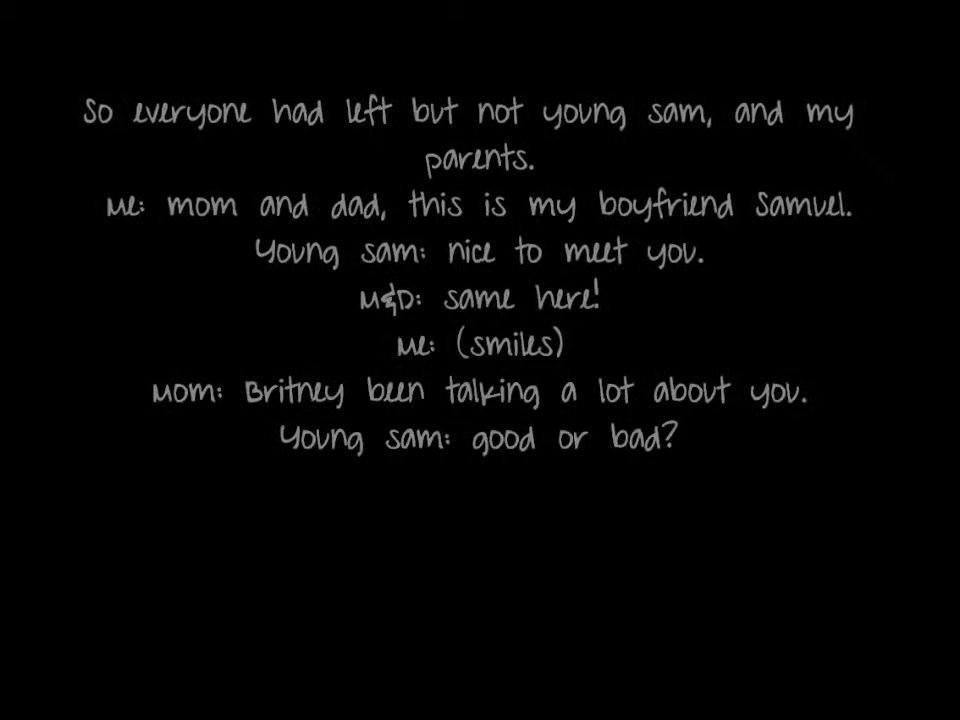 So everyone had left but not young sam, and my
parents.
Me: mom and dad, this is my boyfriend Samuel.
Young sam: nice to meet you.
M&D: same here!
Me: (smiles)
Mom: Britney been talking a lot about you.
Young sam: good or bad?